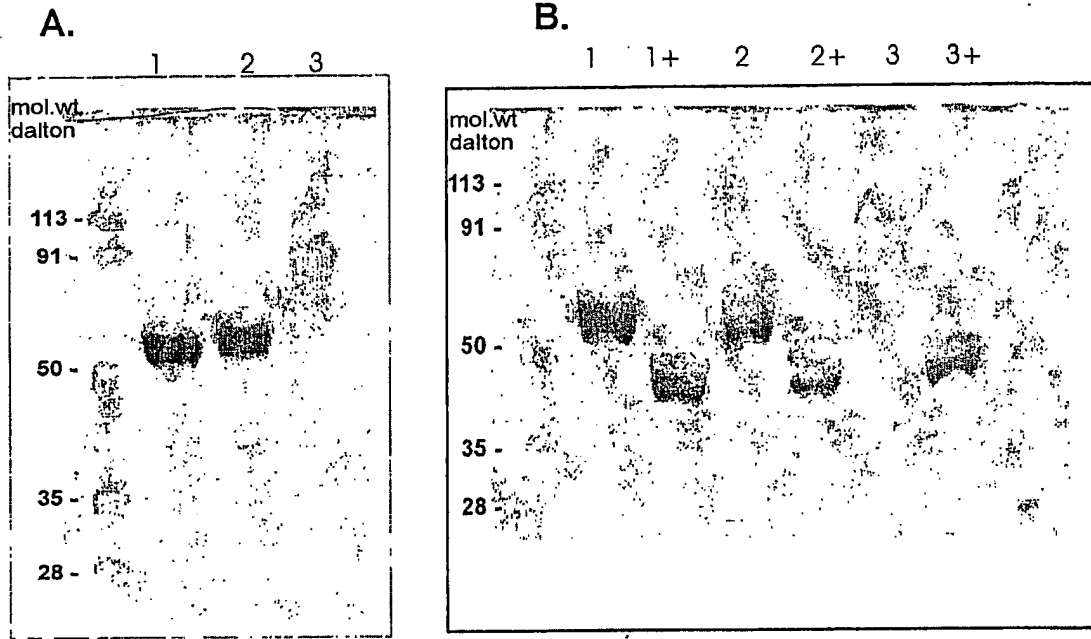 A.
1 2 3
mol.wt
dalton
113 -
91 -
50 -
35 -
28 -
B.
1 1+ 2 2+ 3 3+
mol.wt
dalton
113 -
91 -
50 -
35 -
28 -